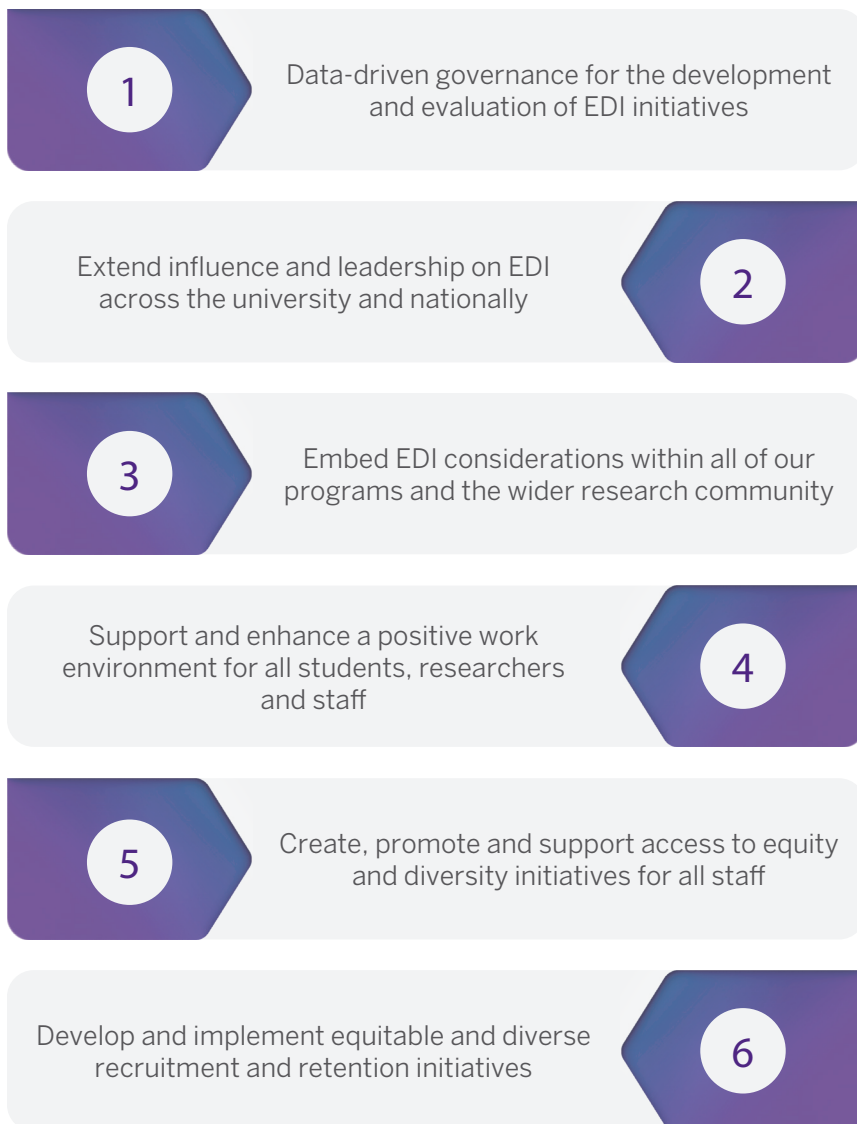 1
Data-driven governance for the development
and evaluation of EDI initiatives
Extend influence and leadership on EDI
across the university and nationally
2
3
Embed EDI considerations within all of our
programs and the wider research community
Support and enhance a positive work
environment for all students, researchers
and staff
4
5
Create, promote and support access to equity
and diversity initiatives for all staff
Develop and implement equitable and diverse
recruitment and retention initiatives
6